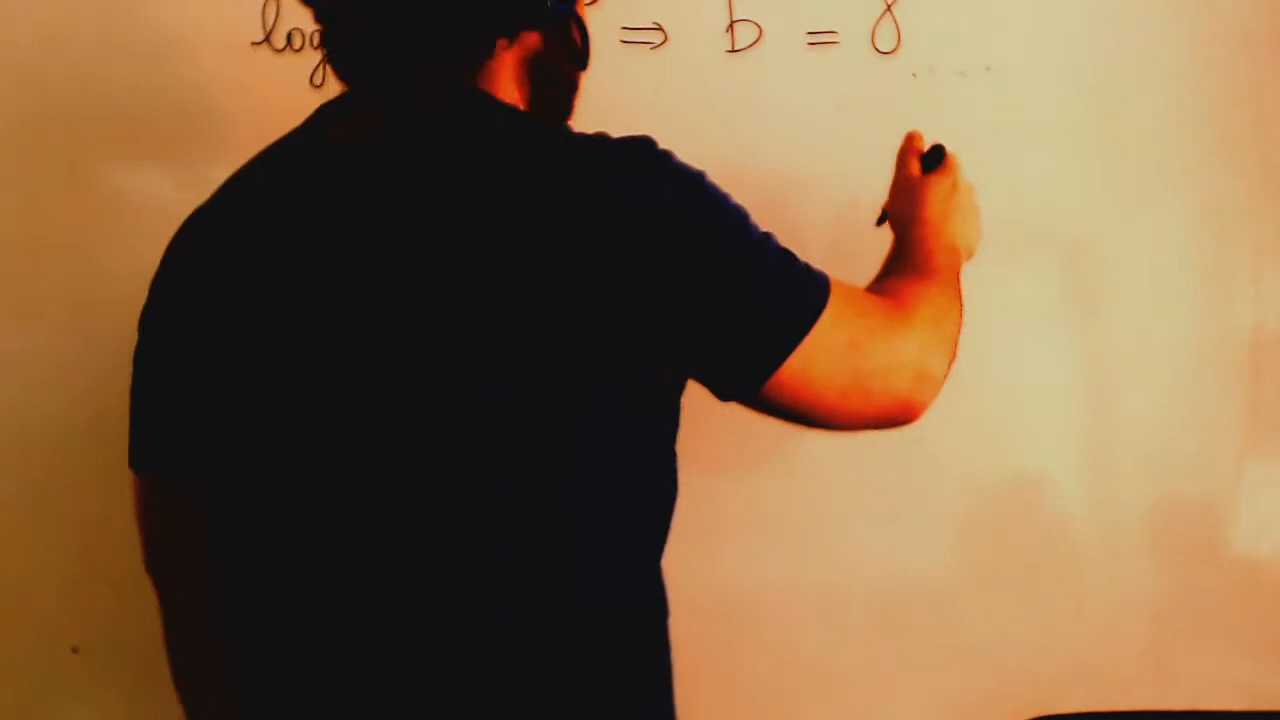 log ⇒ b = 8